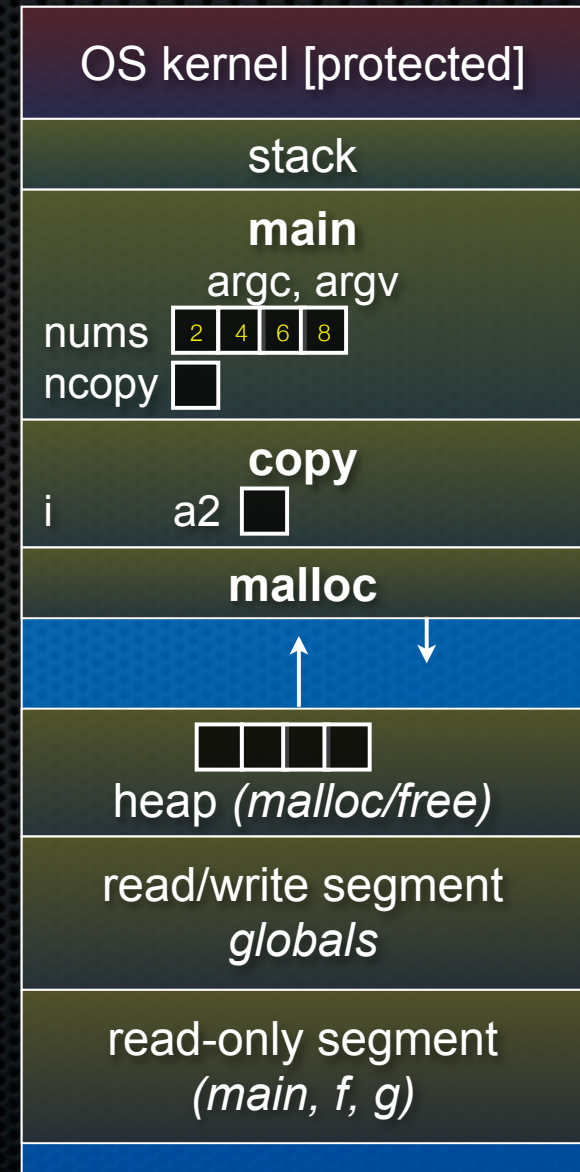 OS kernel [protected]
stack
main
argc, argv
nums 2 4 6 8
ncopy
copy
i a2
malloc
heap (malloc/free)
read/write segment
globals
read-only segment
(main, f, g)